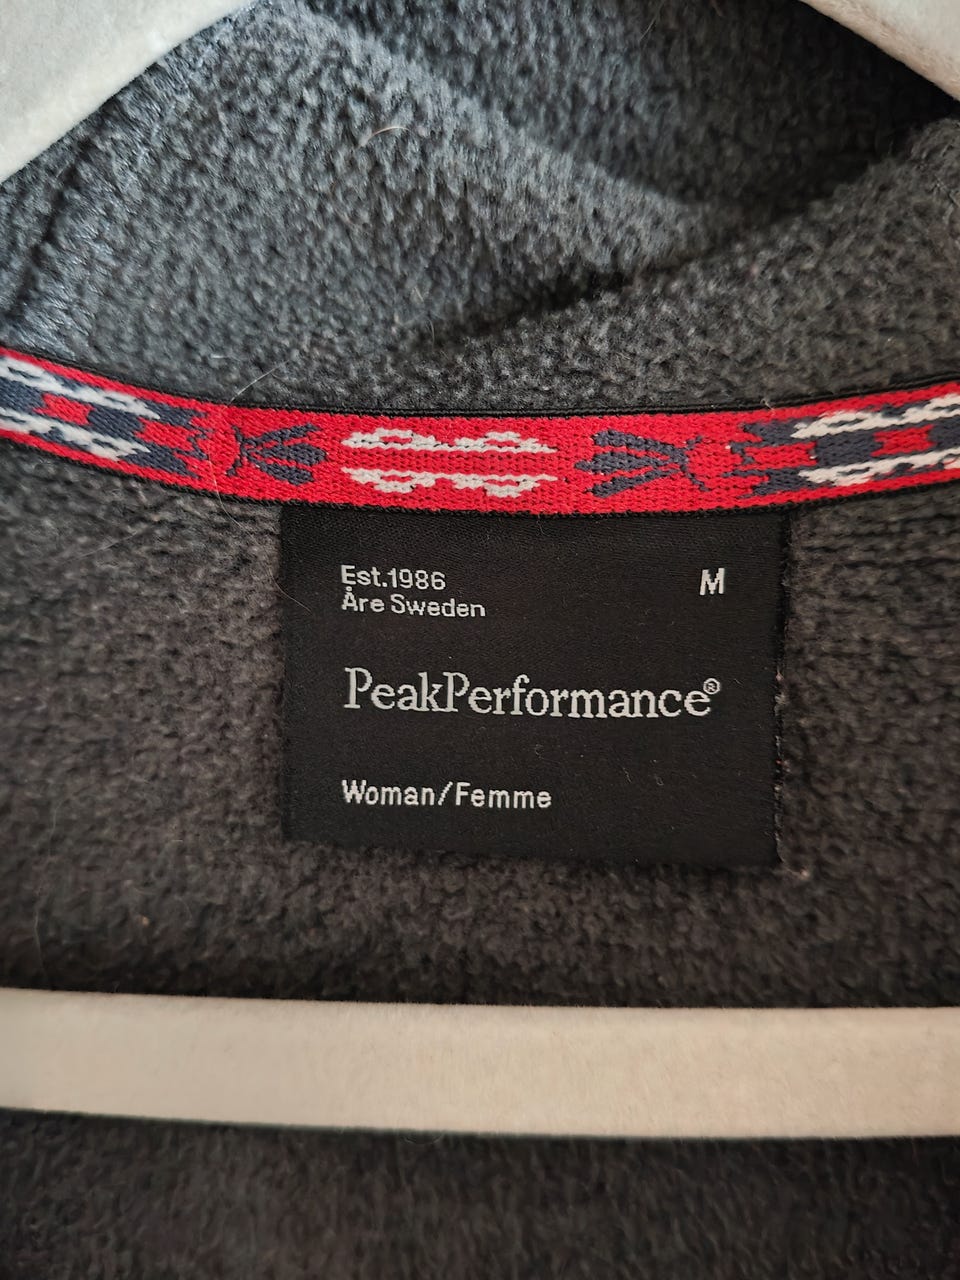 Est.1986
M
Åre Sweden
PeakPerformance®
Woman/Femme